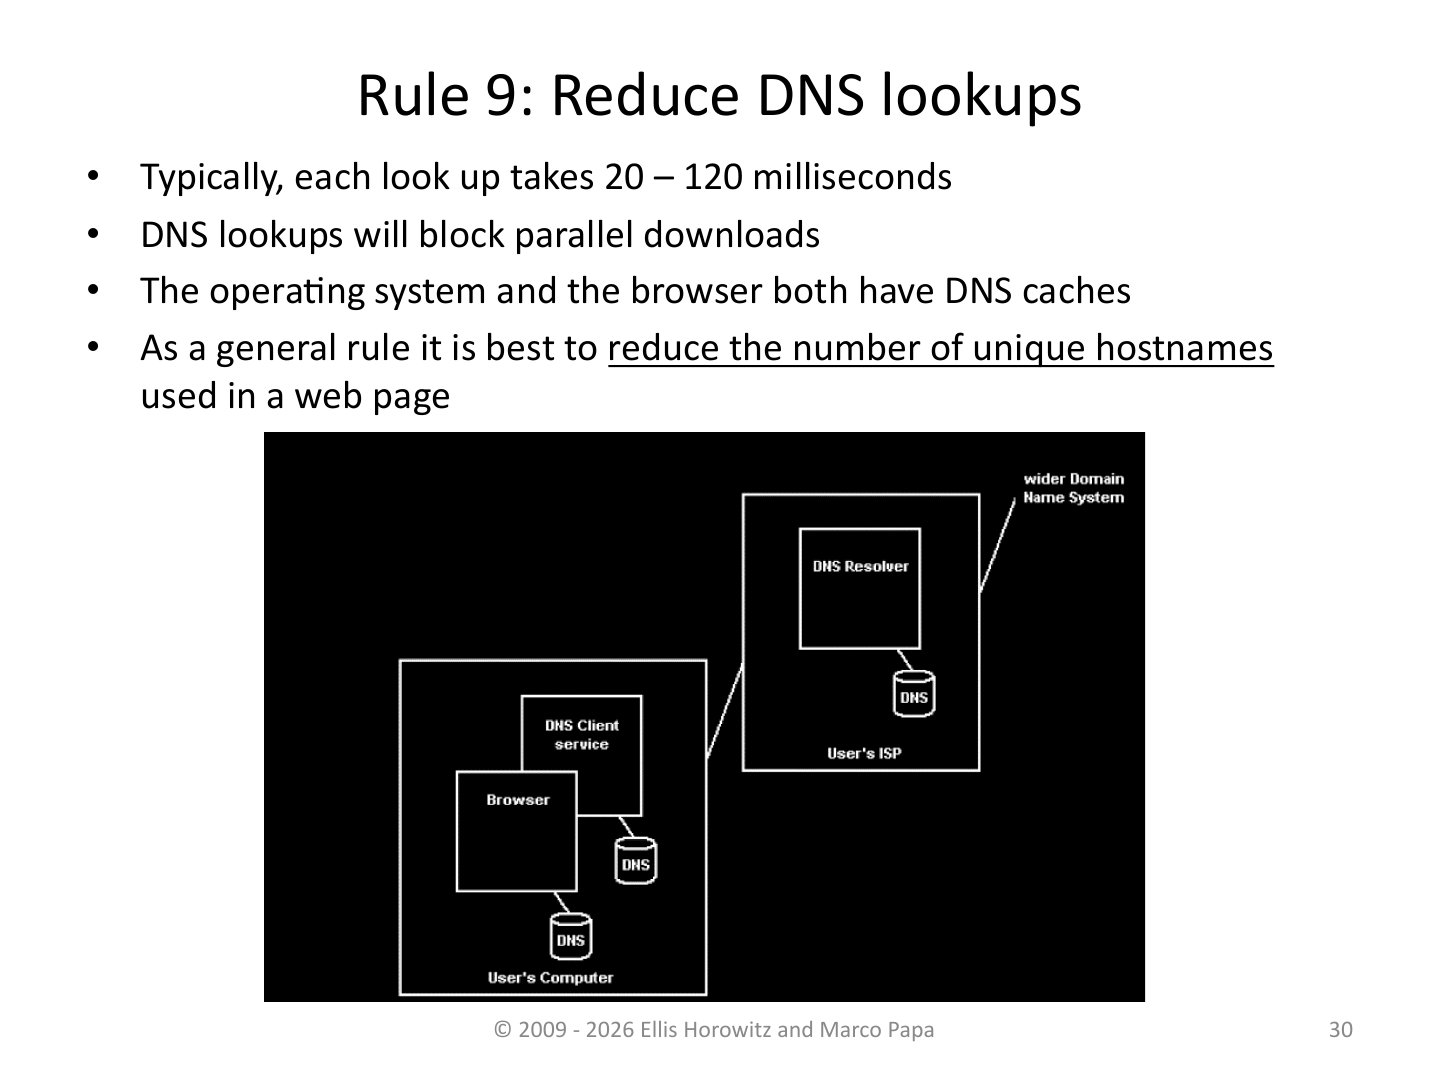 Rule 9: Reduce DNS lookups
• Typically, each look up takes 20 – 120 milliseconds
• DNS lookups will block parallel downloads
• The operating system and the browser both have DNS caches
• As a general rule it is best to reduce the number of unique hostnames
used in a web page
wider Domain
Name System
DNS Resolver
DNS
User's ISP
DNS Client
service
Browser
DNS
DNS
User's Computer
© 2009 - 2026 Ellis Horowitz and Marco Papa
30